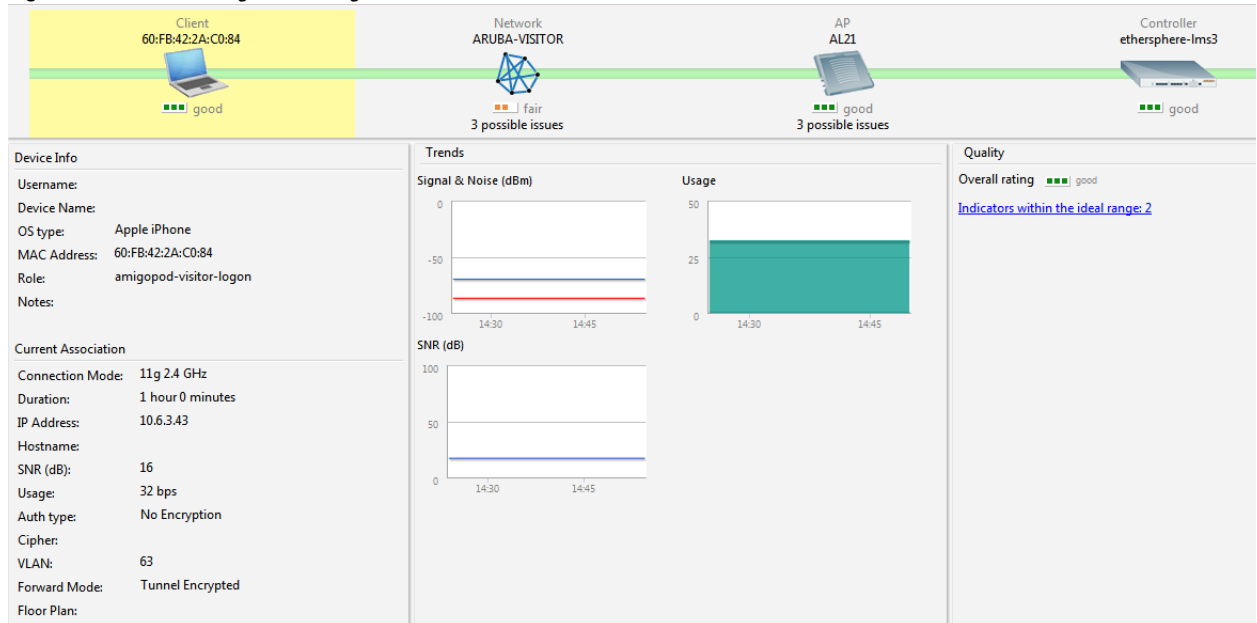 Client
60:FB:42:2A:C0:84
good
Network
ARUBA-VISITOR
fair
3 possible issues
AP
AL21
good
3 possible issues
Controller
ethersphere-lms3
good
Device Info
Username:
Device Name:
OS type: Apple iPhone
MAC Address: 60:FB:42:2A:C0:84
Role: amigopod-visitor-logon
Notes:
Current Association
Connection Mode: 11g 2.4 GHz
Duration: 1 hour 0 minutes
IP Address: 10.6.3.43
Hostname:
SNR (dB): 16
Usage: 32 bps
Auth type: No Encryption
Cipher:
VLAN: 63
Forward Mode: Tunnel Encrypted
Floor Plan:
Trends
Signal & Noise (dBm)
0
-50
-100
14:30 14:45
Usage
50
25
0
14:30 14:45
SNR (dB)
100
50
0
14:30 14:45
Quality
Overall rating good
Indicators within the ideal range: 2